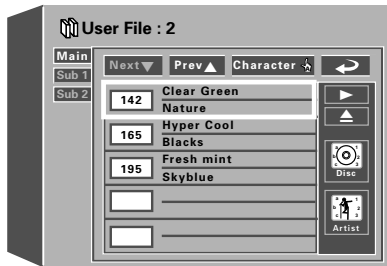 User File : 2
Main
Sub 1
Sub 2
Next▼ Prev▲ Character
142 Clear Green
Nature
165 Hyper Cool
Blacks
195 Fresh mint
Skyblue
Disc
Artist